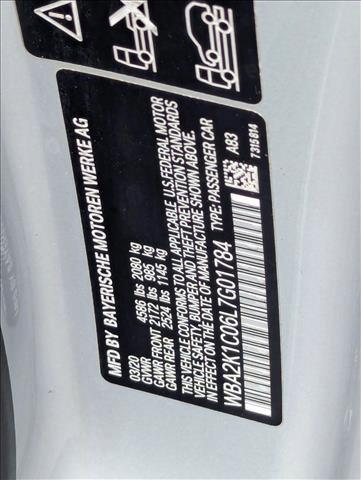 MFD BY BAYERISCHE MOTOREN WERKE AG
03/20
GVWR 4586 lbs 2080 kg
GAWR FRONT 2172 lbs 985 kg
GAWR REAR 2524 lbs 1145 kg
THIS VEHICLE CONFORMS TO ALL APPLICABLE U.S. FEDERAL MOTOR
VEHICLE SAFETY, BUMPER AND THEFT PREVENTION STANDARDS
IN EFFECT ON THE DATE OF MANUFACTURE SHOWN ABOVE.
WBA2K1C06L7G01784 TYPE: PASSENGER CAR
A83
7315814